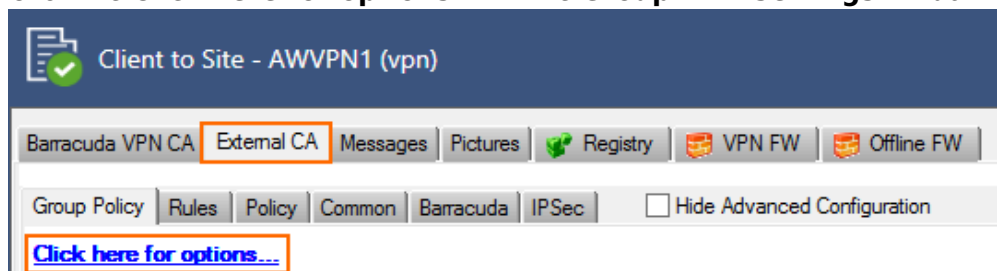 Client to Site - AWVPN1 (vpn)
Barracuda VPN CA External CA Messages Pictures Registry VPN FW Offline FW
Group Policy Rules Policy Common Barracuda IPSec Hide Advanced Configuration
Click here for options...